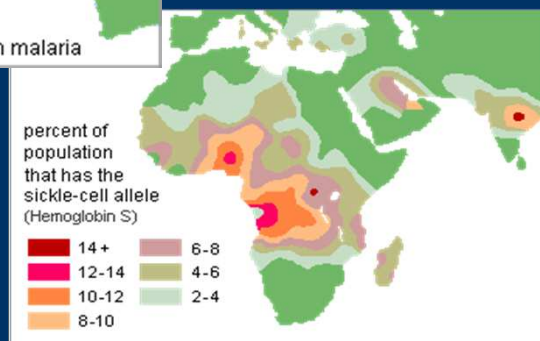 malaria
percent of
population
that has the
sickle-cell allele
(Hemoglobin S)
14+
12-14
10-12
8-10
6-8
4-6
2-4